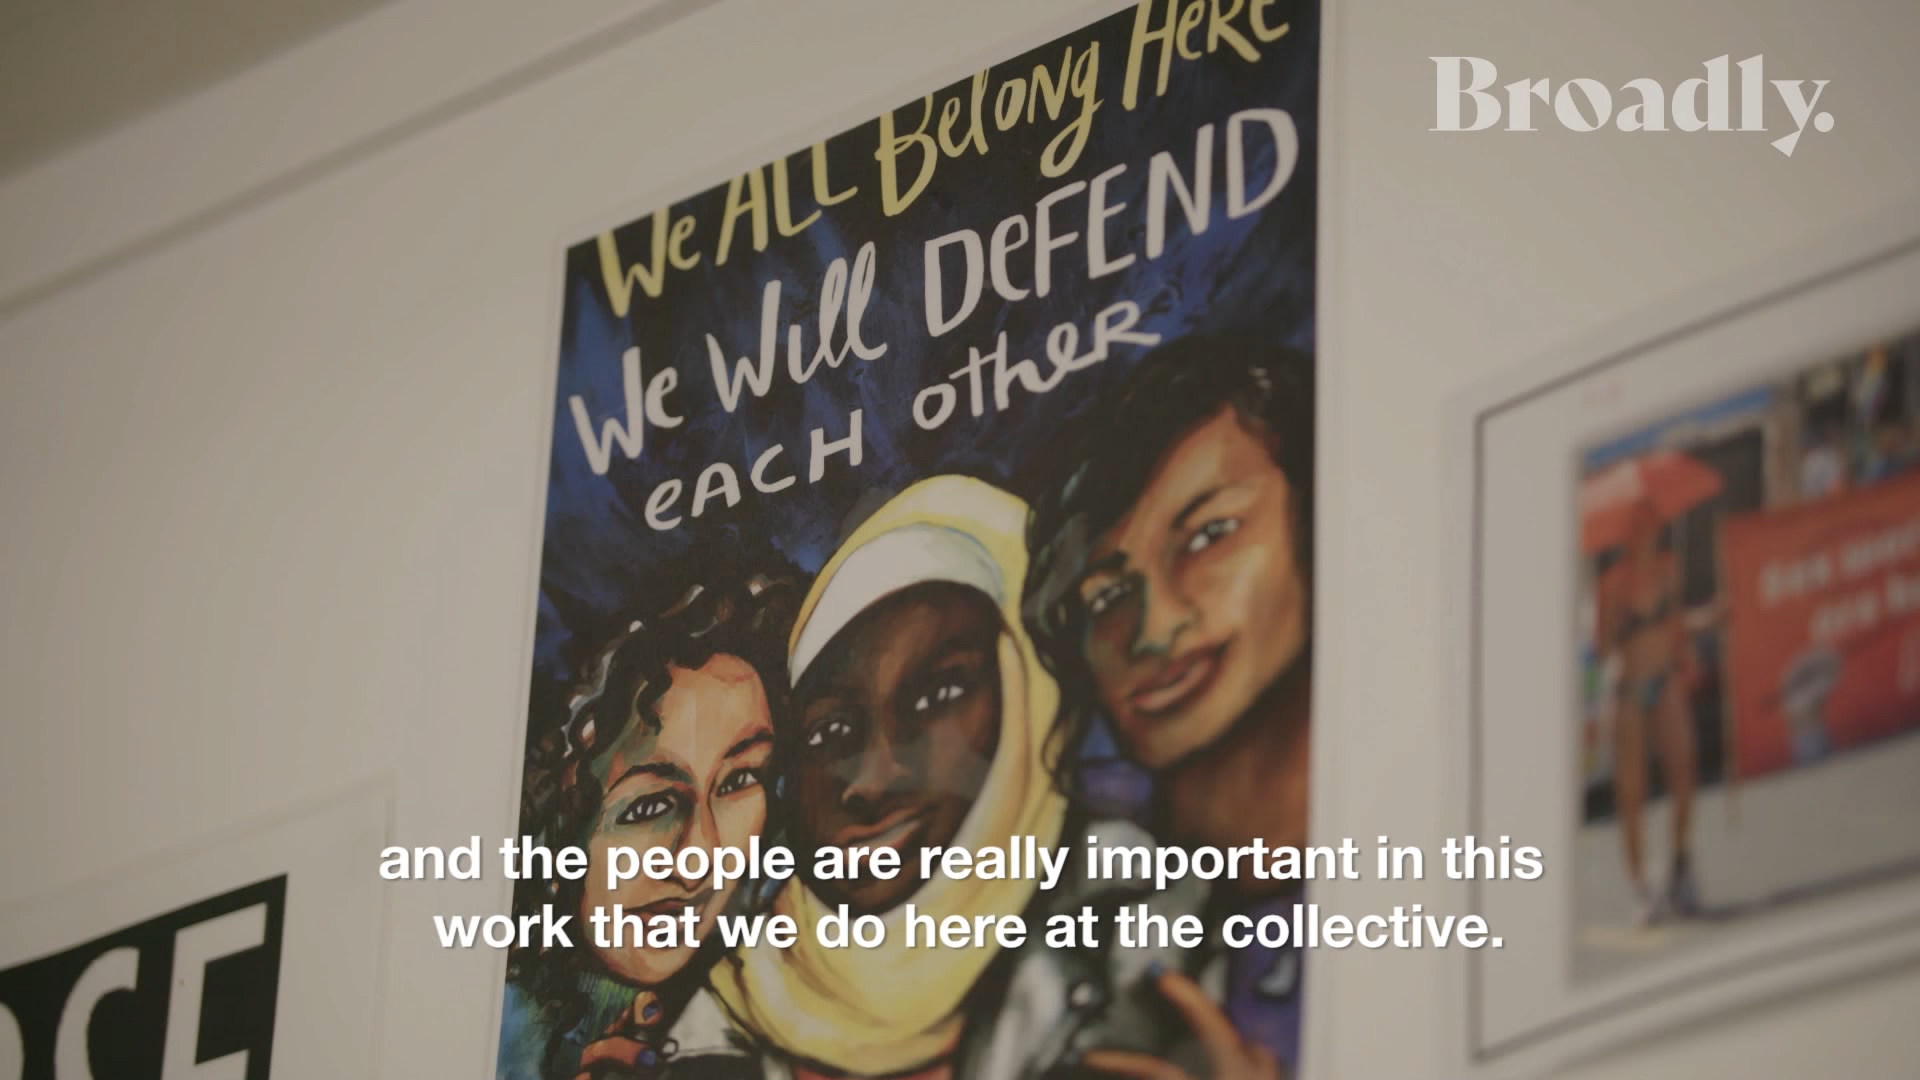 Broadly.
We ALL Belong Here
We Will DeFEND
eACH other
and the people are really important in this
work that we do here at the collective.